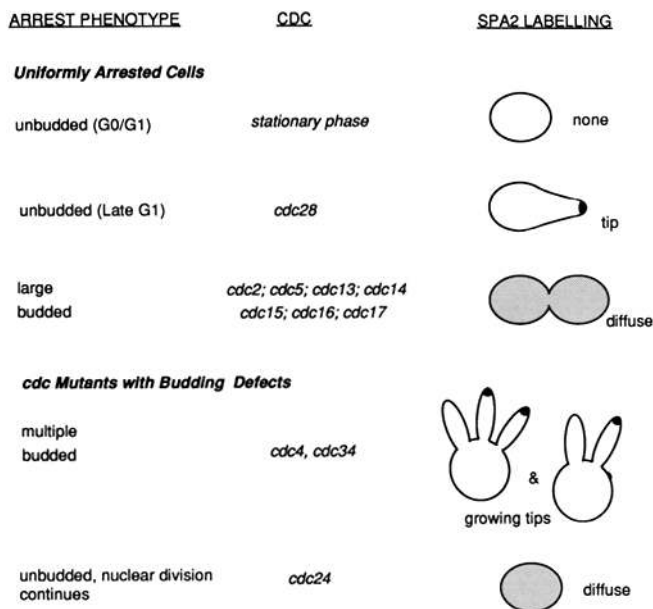 ARREST PHENOTYPE CDC SPA2 LABELLING
Uniformly Arrested Cells
unbudded (G0/G1) stationary phase none
unbudded (Late G1) cdc28 tip
large cdc2; cdc5; cdc13; cdc14
budded cdc15; cdc16; cdc17 diffuse
cdc Mutants with Budding Defects
multiple
budded cdc4, cdc34 &
growing tips
unbudded, nuclear division
continues cdc24 diffuse